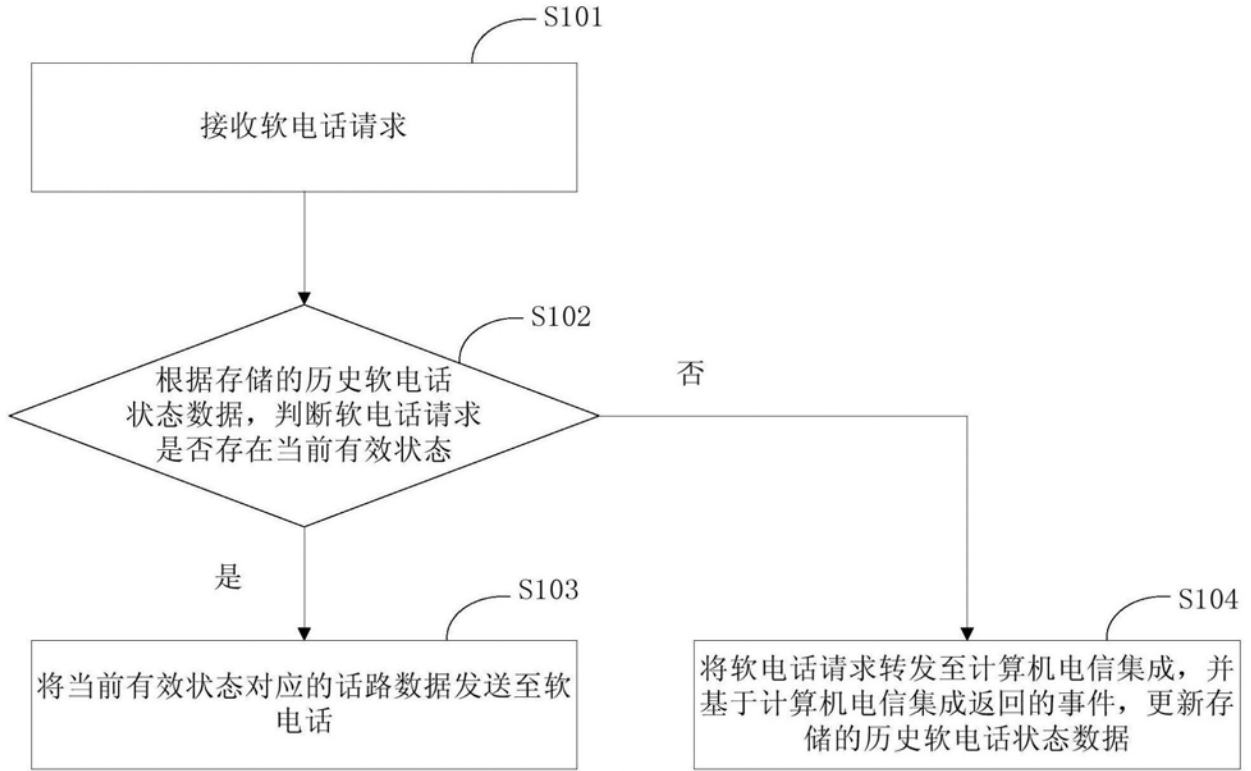 S101
接收软电话请求
S102
根据存储的历史软电话
状态数据，判断软电话请求
是否存在当前有效状态
否
是
S103
将当前有效状态对应的话路数据发送至软
电话
S104
将软电话请求转发至计算机电信集成，并
基于计算机电信集成返回的事件，更新存
储的历史软电话状态数据